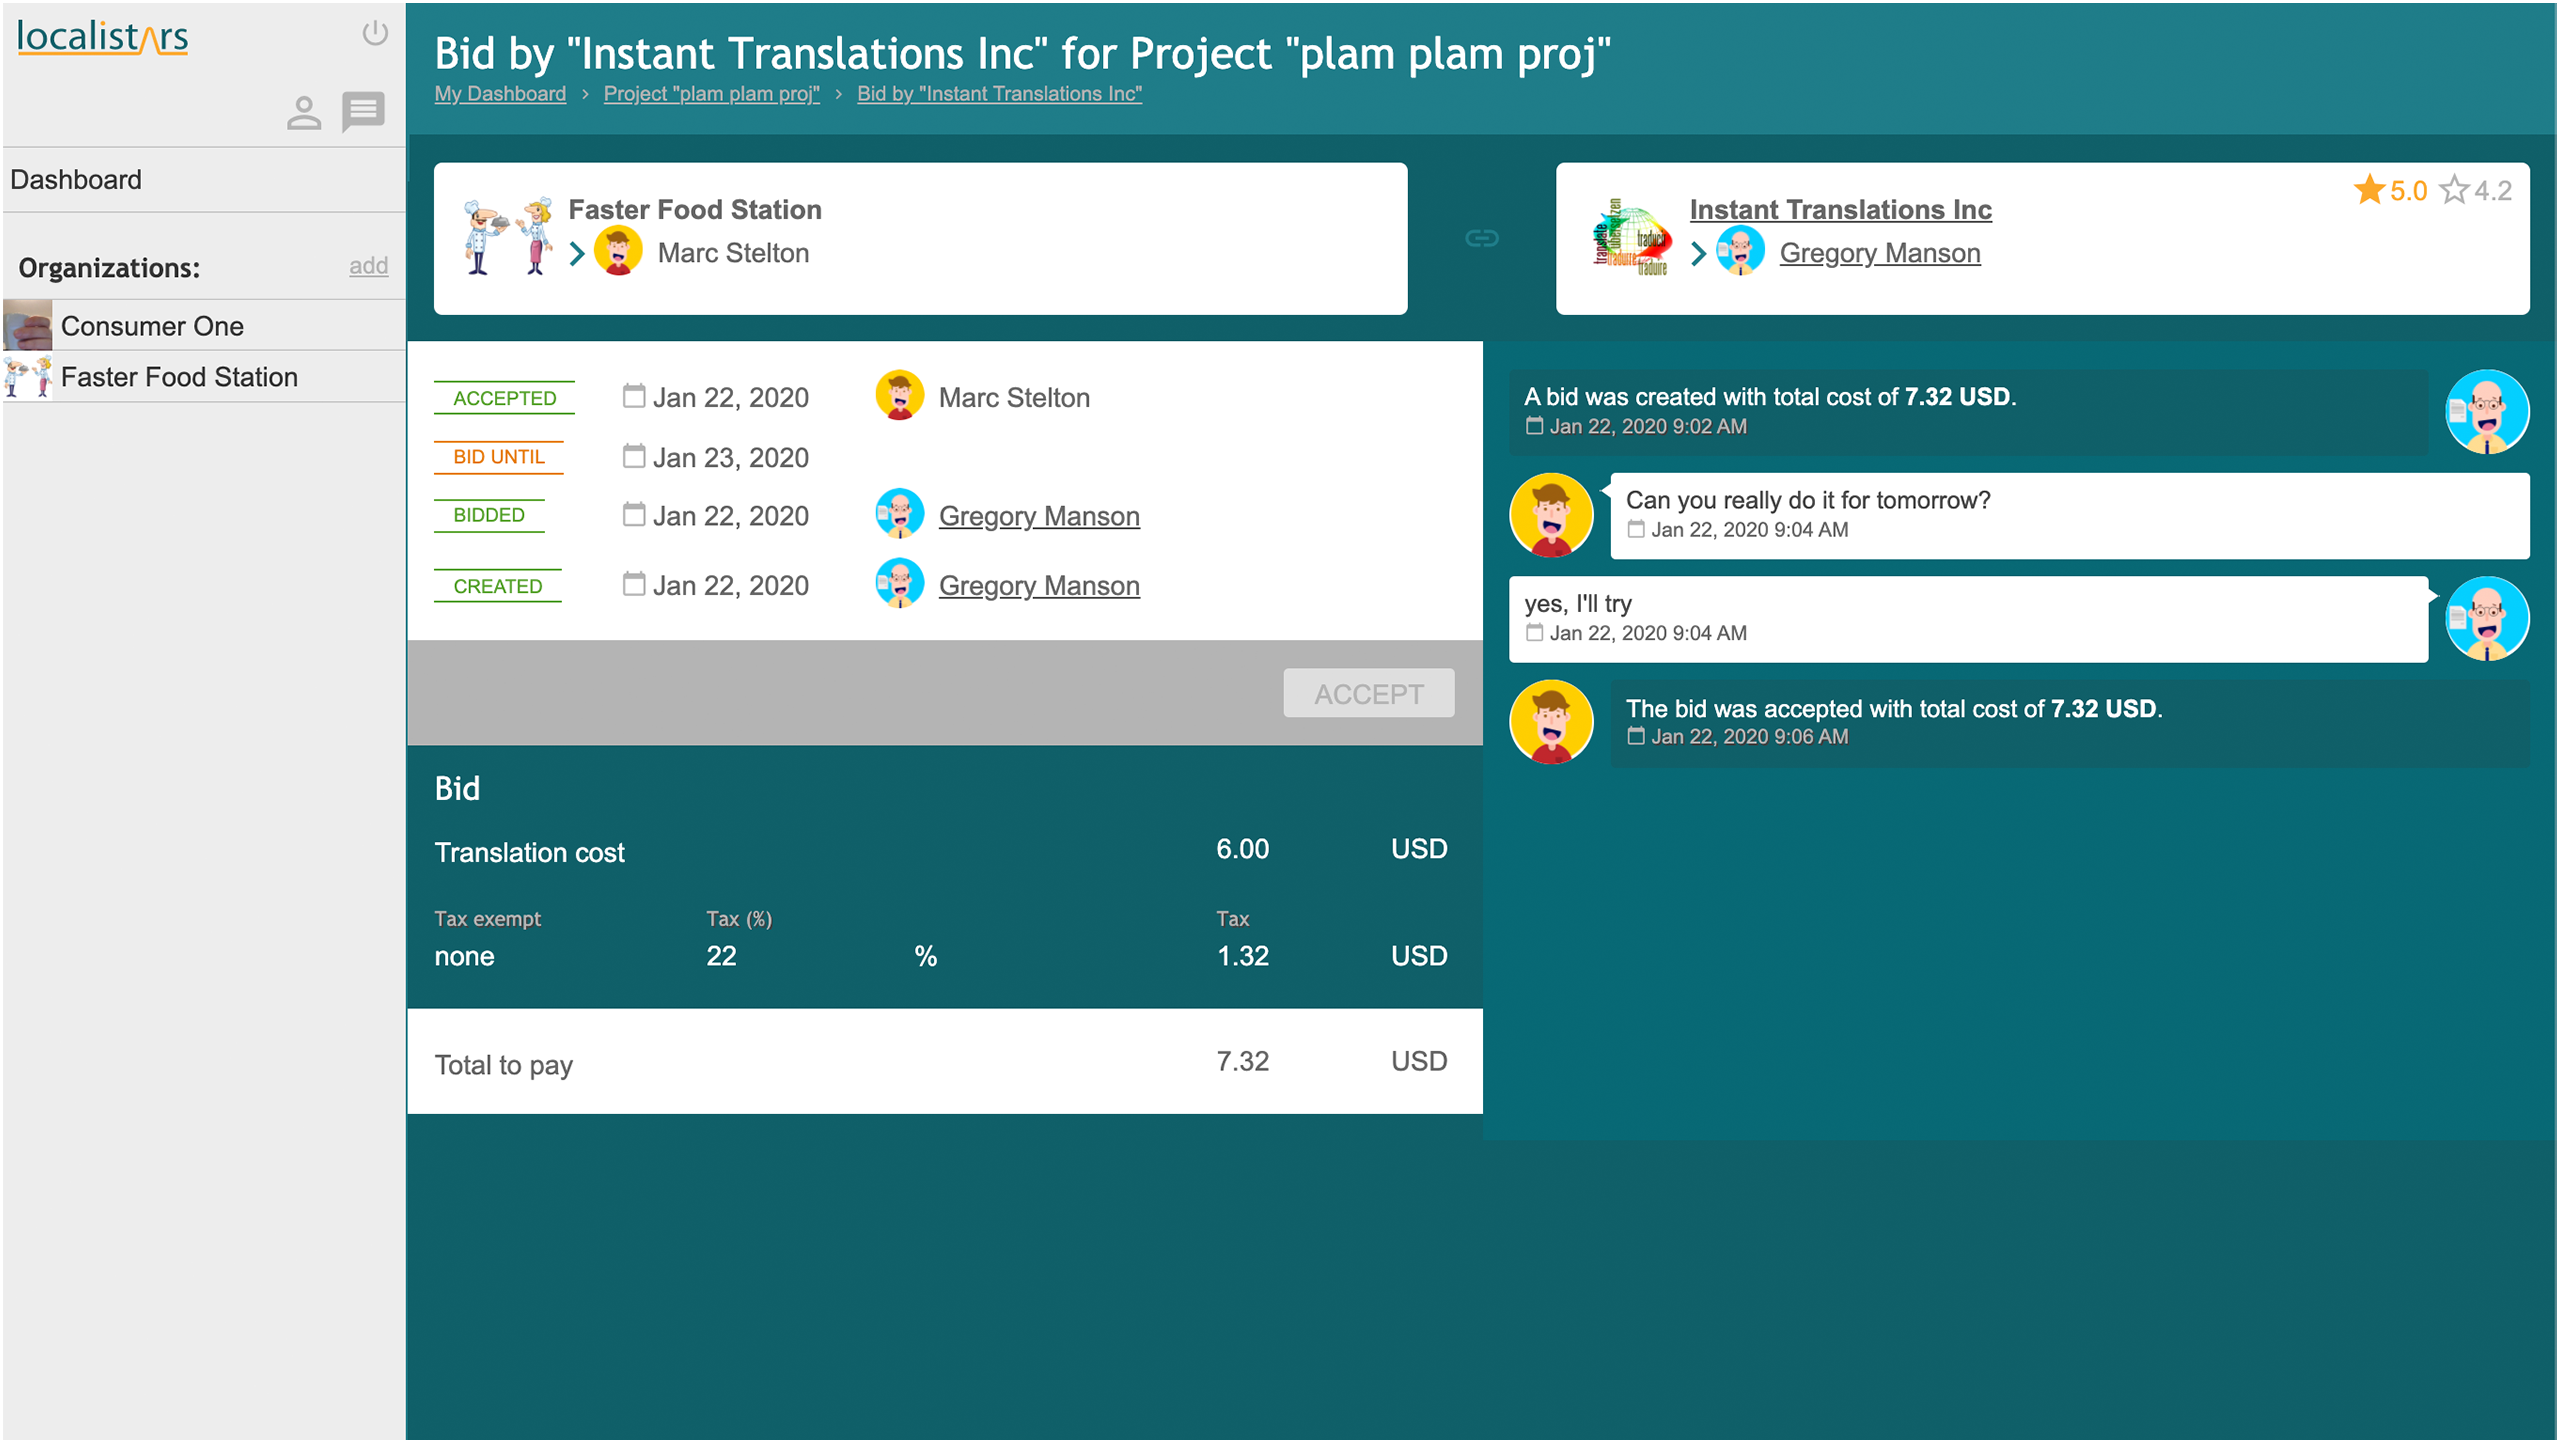 localistars
Dashboard
Organizations: add
Consumer One
Faster Food Station
Bid by "Instant Translations Inc" for Project "plam plam proj"
My Dashboard › Project "plam plam proj" › Bid by "Instant Translations Inc"
Faster Food Station
Marc Stelton
translate
übersetzen
traducir
tradurre
traduire
Instant Translations Inc
Gregory Manson
5.0 4.2
ACCEPTED Jan 22, 2020 Marc Stelton
BID UNTIL Jan 23, 2020
BIDDED Jan 22, 2020 Gregory Manson
CREATED Jan 22, 2020 Gregory Manson
ACCEPT
Bid
Translation cost 6.00 USD
Tax exempt Tax (%) Tax
none 22 % 1.32 USD
Total to pay 7.32 USD
A bid was created with total cost of 7.32 USD.
Jan 22, 2020 9:02 AM
Can you really do it for tomorrow?
Jan 22, 2020 9:04 AM
yes, I'll try
Jan 22, 2020 9:04 AM
The bid was accepted with total cost of 7.32 USD.
Jan 22, 2020 9:06 AM